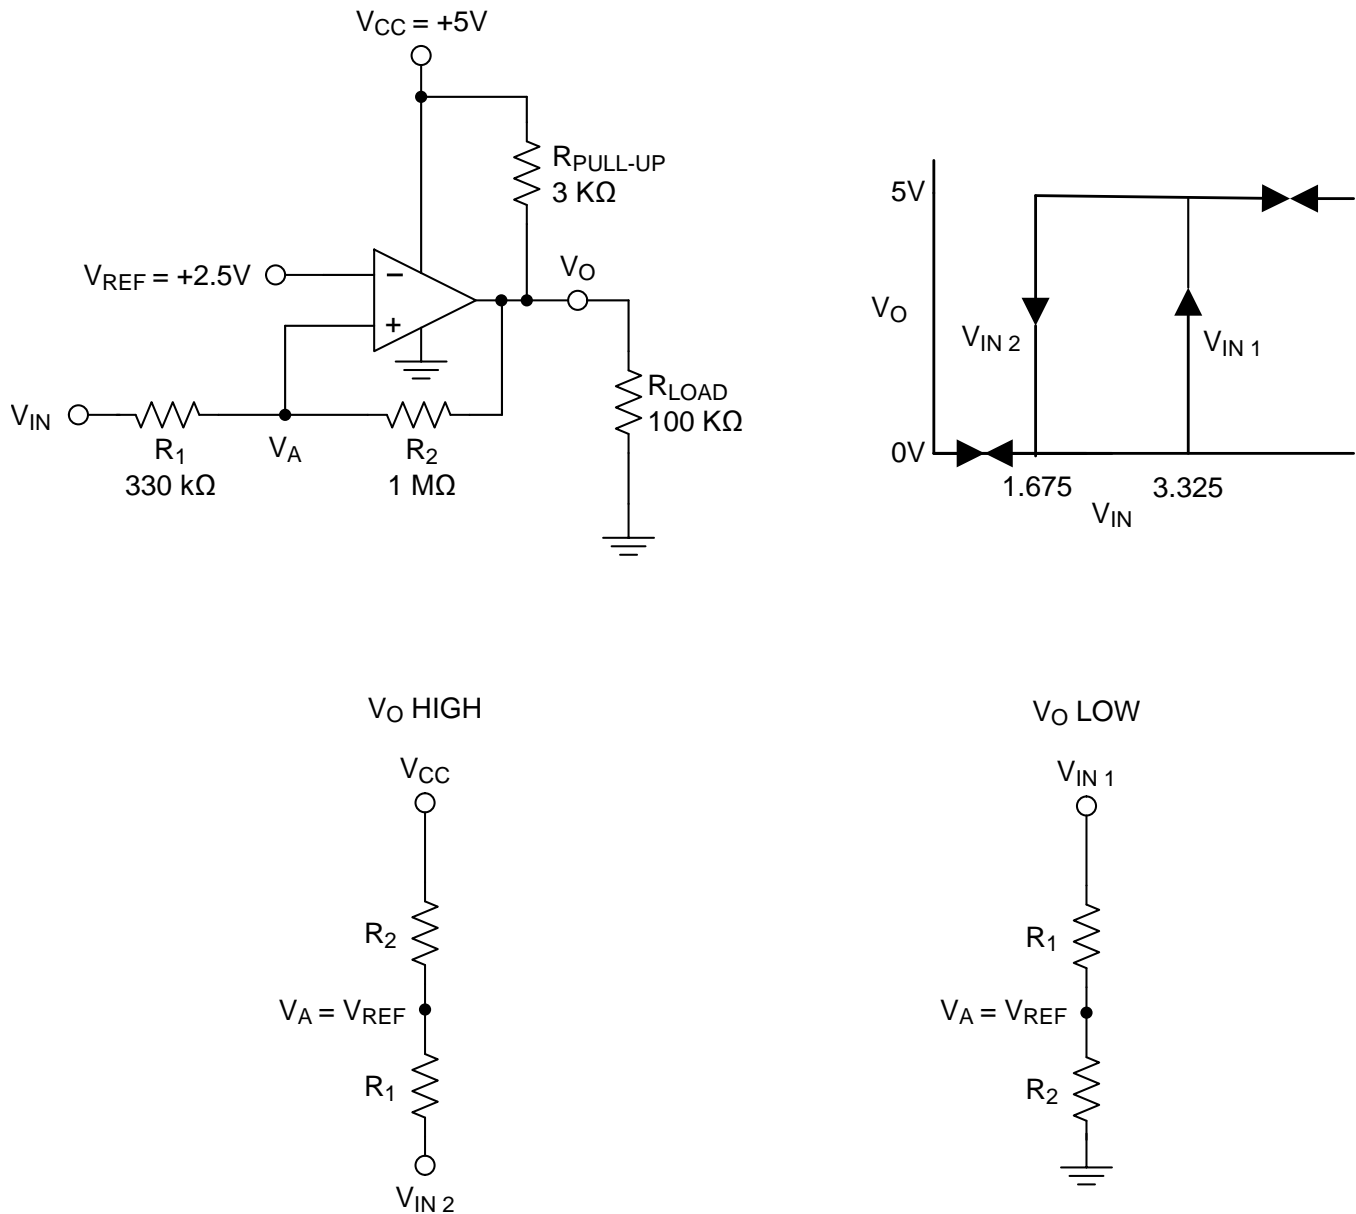 VCC = +5V
RPULL-UP
3 KΩ
VREF = +2.5V
−
+
VO
RLOAD
100 KΩ
VIN
R1
330 kΩ
VA
R2
1 MΩ
5V
VO
VIN 2
VIN 1
0V
1.675
3.325
VIN
VO HIGH
VCC
R2
VA = VREF
R1
VIN 2
VO LOW
VIN 1
R1
VA = VREF
R2